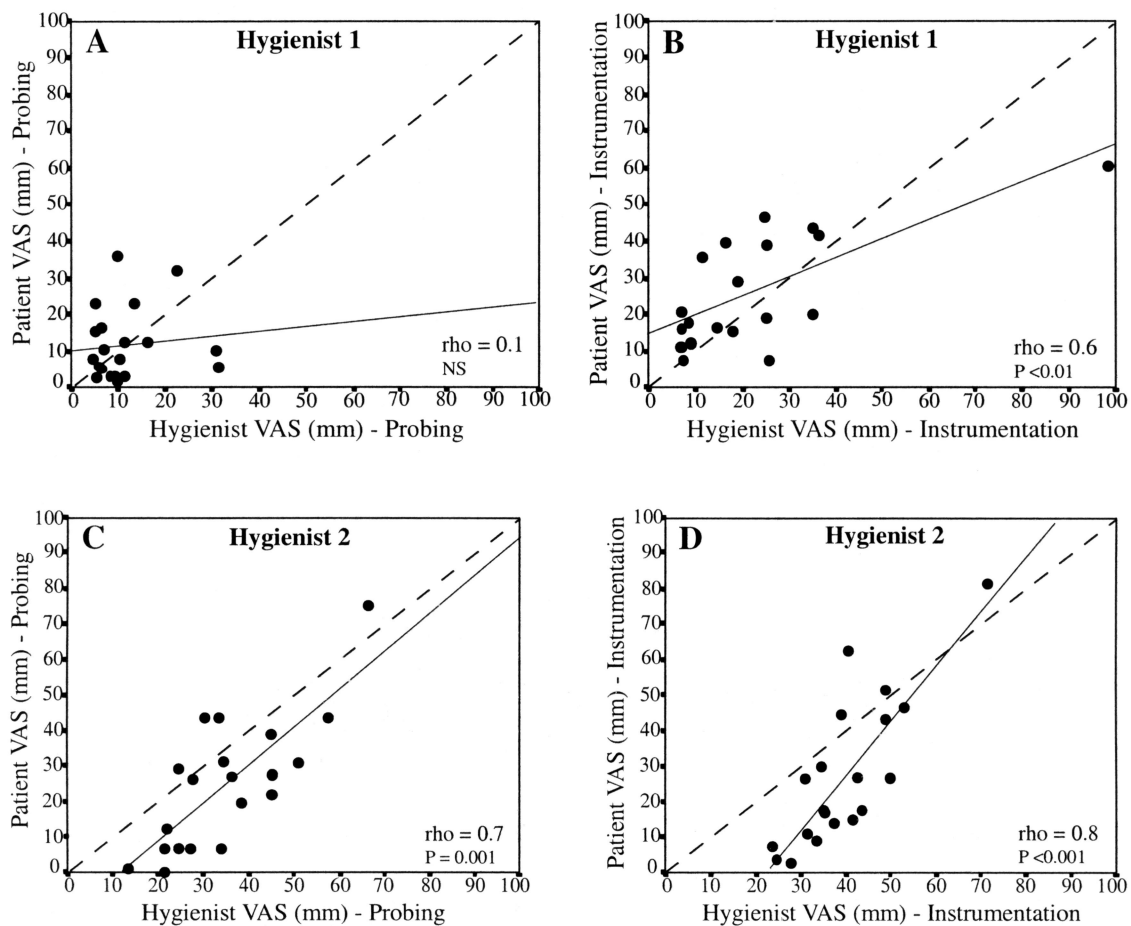 A
Hygienist 1
Patient VAS (mm) - Probing
100
90
80
70
60
50
40
30
20
10
0
0 10 20 30 40 50 60 70 80 90 100
rho = 0.1
NS
Hygienist VAS (mm) - Probing
B
Hygienist 1
Patient VAS (mm) - Instrumentation
100
90
80
70
60
50
40
30
20
10
0
0 10 20 30 40 50 60 70 80 90 100
rho = 0.6
P <0.01
Hygienist VAS (mm) - Instrumentation
C
Hygienist 2
Patient VAS (mm) - Probing
100
90
80
70
60
50
40
30
20
10
0
0 10 20 30 40 50 60 70 80 90 100
rho = 0.7
P = 0.001
Hygienist VAS (mm) - Probing
D
Hygienist 2
Patient VAS (mm) - Instrumentation
100
90
80
70
60
50
40
30
20
10
0
0 10 20 30 40 50 60 70 80 90 100
rho = 0.8
P <0.001
Hygienist VAS (mm) - Instrumentation